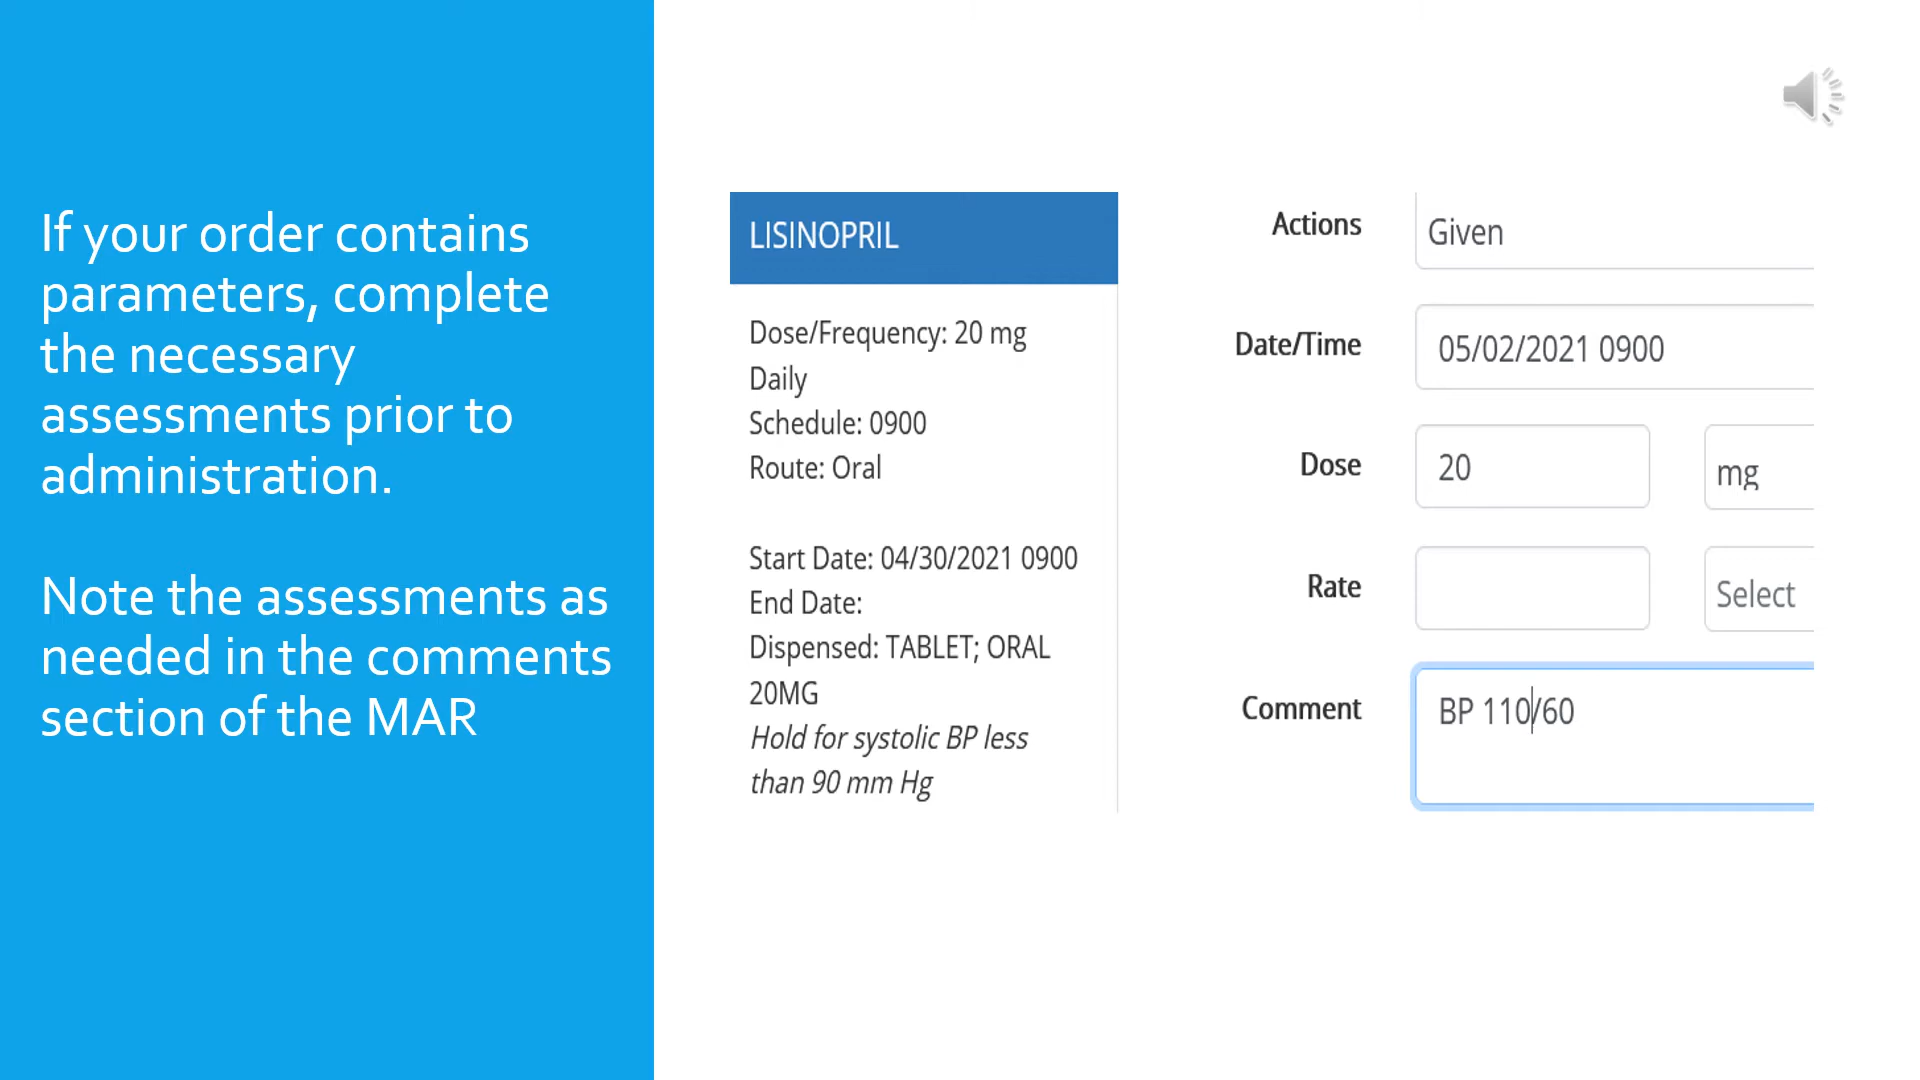 If your order contains
parameters, complete
the necessary
assessments prior to
administration.
Note the assessments as
needed in the comments
section of the MAR
LISINOPRIL
Dose/Frequency: 20 mg
Daily
Schedule: 0900
Route: Oral
Start Date: 04/30/2021 0900
End Date:
Dispensed: TABLET; ORAL
20MG
Hold for systolic BP less
than 90 mm Hg
Actions Given
Date/Time 05/02/2021 0900
Dose 20 mg
Rate Select
Comment BP 110/60